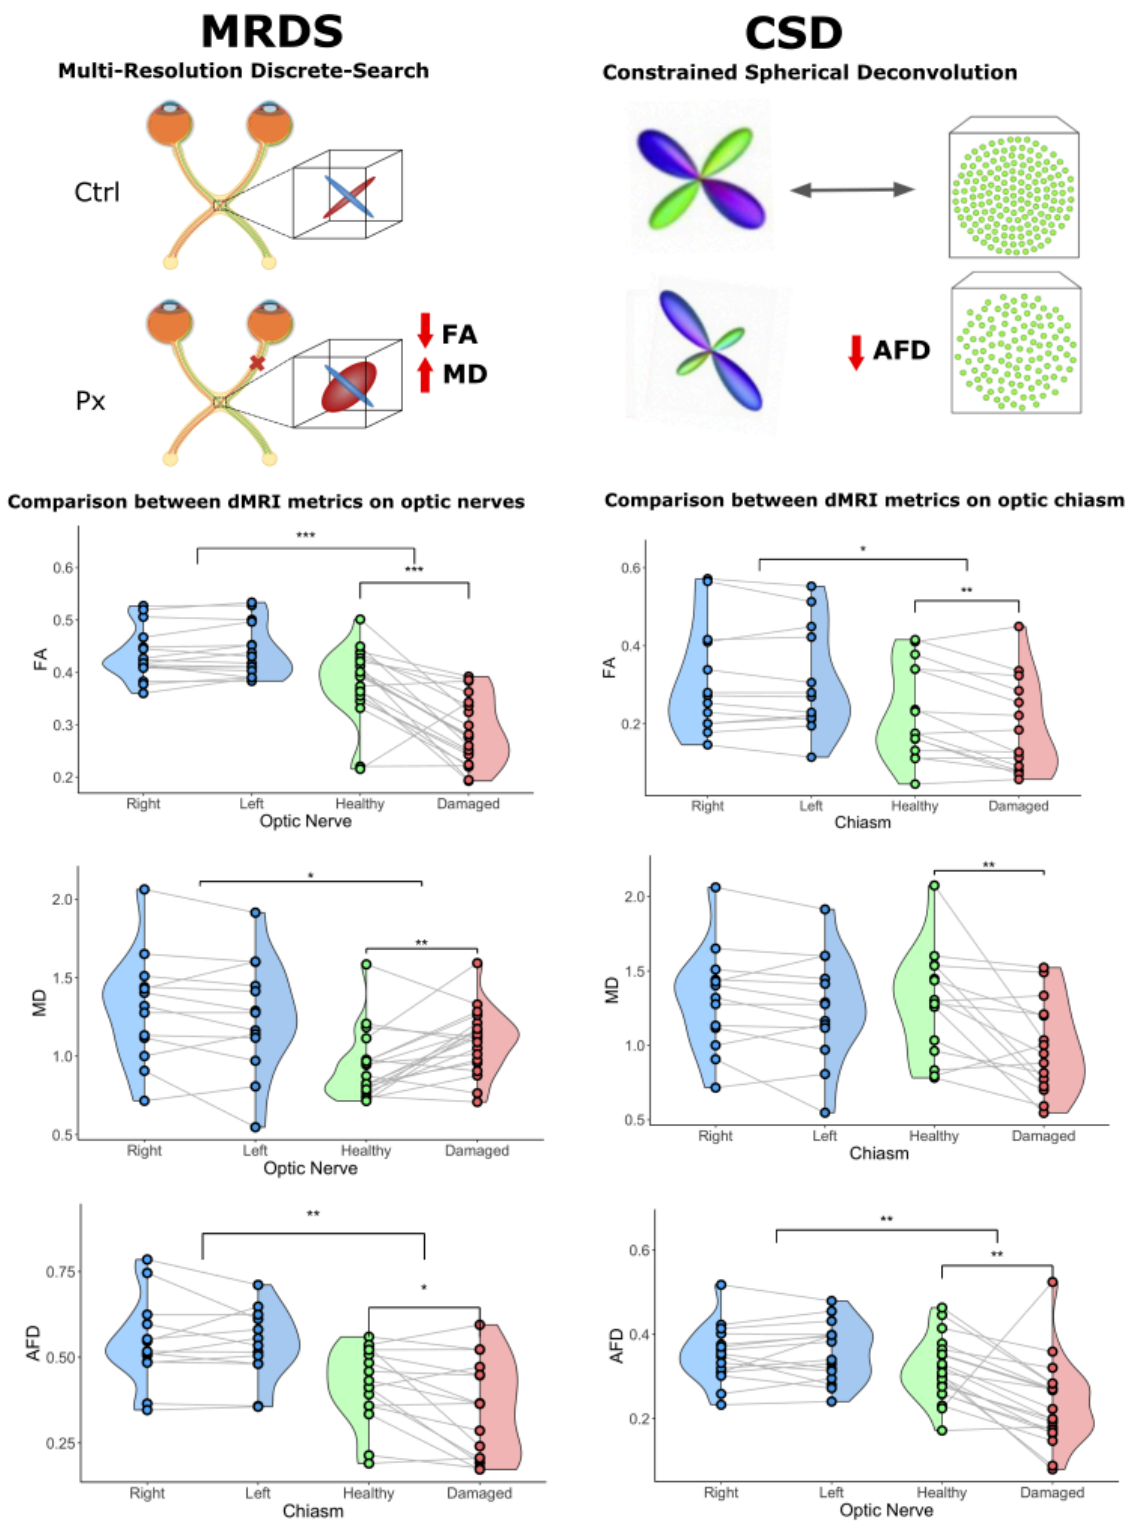 MRDS
Multi-Resolution Discrete-Search
Ctrl
Px
FA
MD
CSD
Constrained Spherical Deconvolution
AFD
Comparison between dMRI metrics on optic nerves
***
***
FA
0.6
0.5
0.4
0.3
0.2
Right Left Healthy Damaged
Optic Nerve
Comparison between dMRI metrics on optic chiasm
*
**
FA
0.6
0.4
0.2
Right Left Healthy Damaged
Chiasm
*
**
MD
2.0
1.5
1.0
0.5
Right Left Healthy Damaged
Optic Nerve
**
MD
2.0
1.5
1.0
0.5
Right Left Healthy Damaged
Chiasm
**
*
AFD
0.75
0.50
0.25
Right Left Healthy Damaged
Chiasm
**
**
AFD
0.6
0.4
0.2
Right Left Healthy Damaged
Optic Nerve